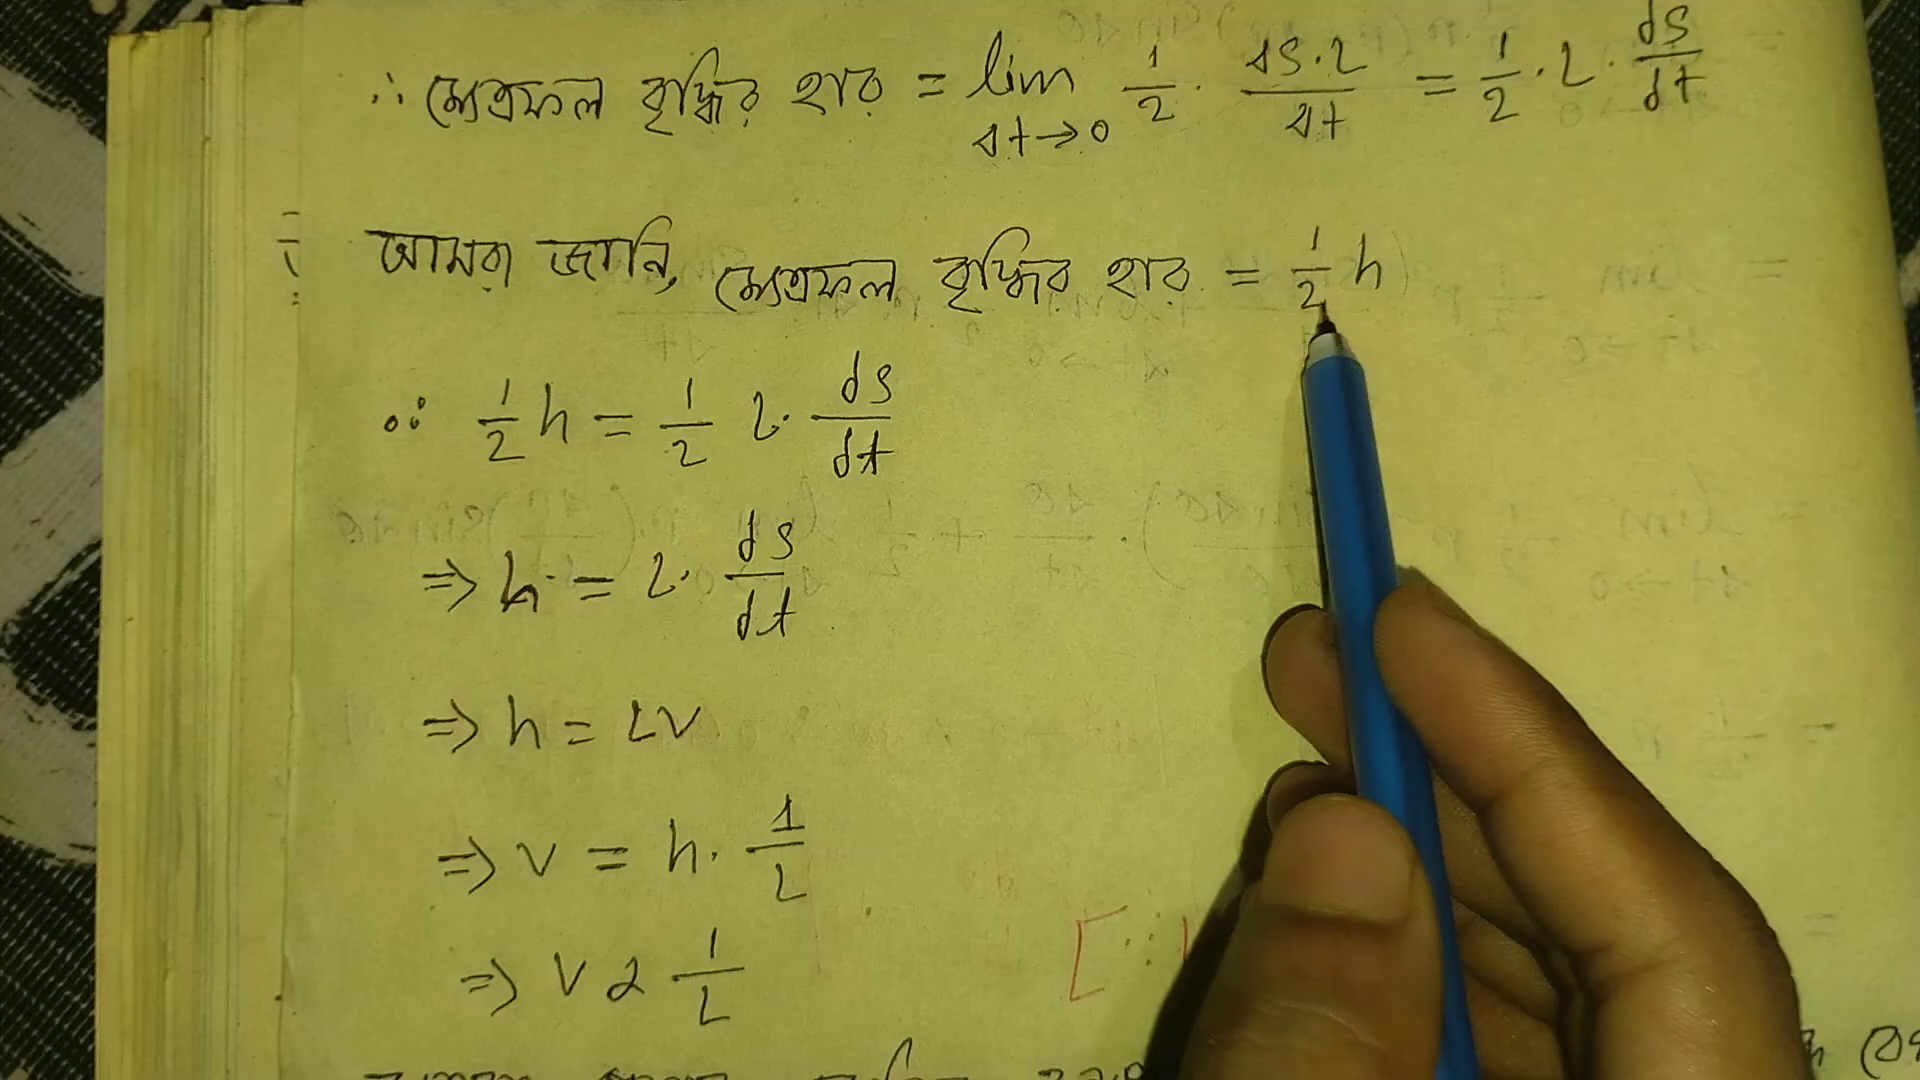 ∴ ক্ষেত্রফল বৃদ্ধির হার = lim Δt→0 1/2 · ΔS·L/Δt = 1/2 · L · ds/dt
আমরা জানি, ক্ষেত্রফল বৃদ্ধির হার = 1/2 h
∴ 1/2 h = 1/2 L · ds/dt
⇒ h = L · ds/dt
⇒ h = LV
⇒ V = h · 1/L
⇒ V ∝ 1/L
[∵